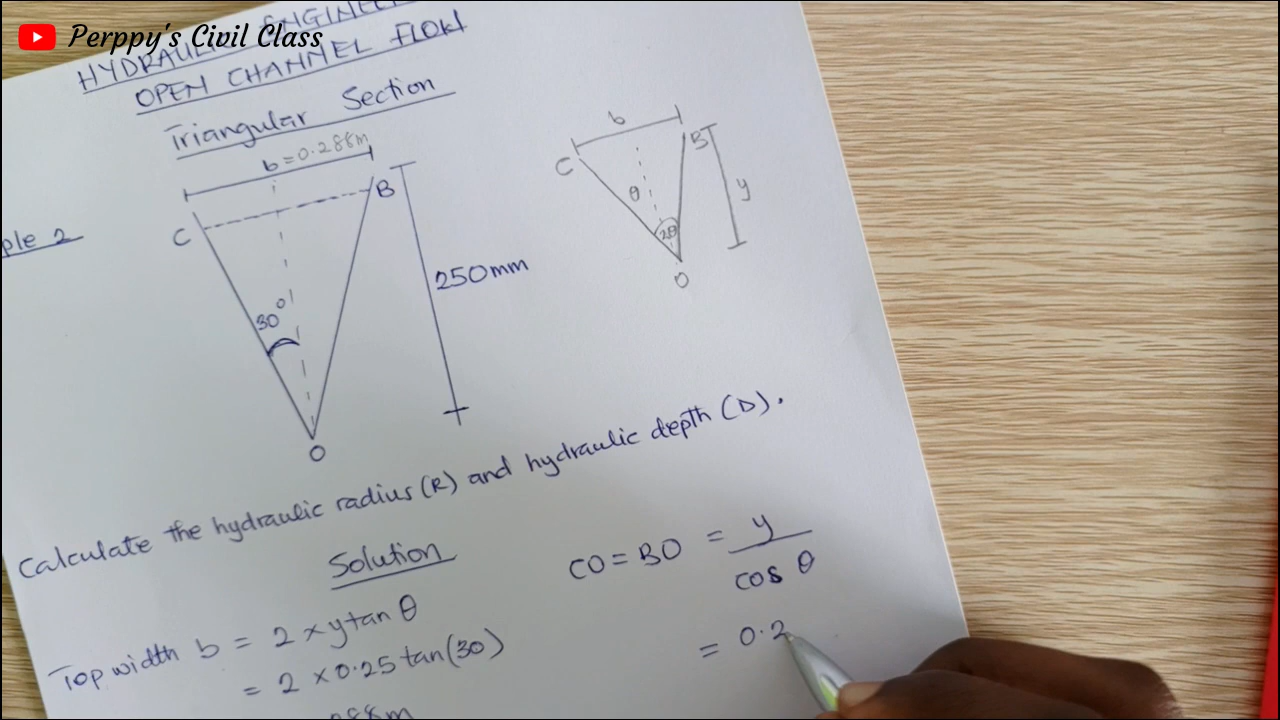 Perppy's Civil Class
HYDRAULIC ENGINEE
OPEN CHANNEL FLOW
Triangular Section
b = 0.288m
B
C
30°
250mm
O
b
C
B
θ
2θ
y
O
ple 2
Calculate the hydraulic radius (R) and hydraulic depth (D).
Solution
Top width b = 2 × y tan θ
= 2 × 0.25 tan(30)
88m
CO = BO = y / cos θ
= 0.2